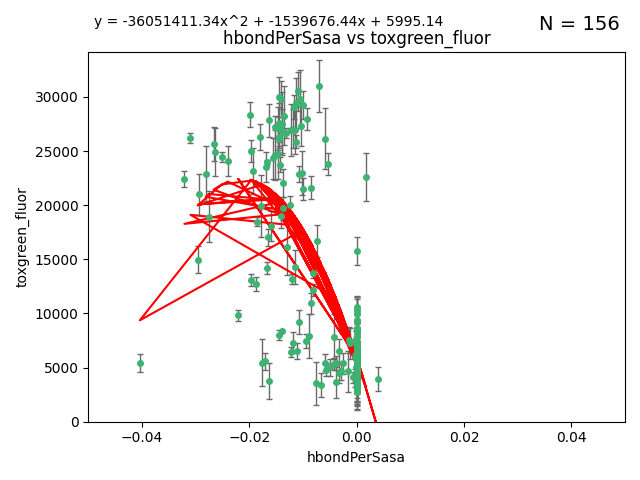 y = -36051411.34x^2 + -1539676.44x + 5995.14
N = 156
hbondPerSasa vs toxgreen_fluor
30000
25000
20000
15000
10000
5000
0
toxgreen_fluor
−0.04
−0.02
0.00
0.02
0.04
hbondPerSasa